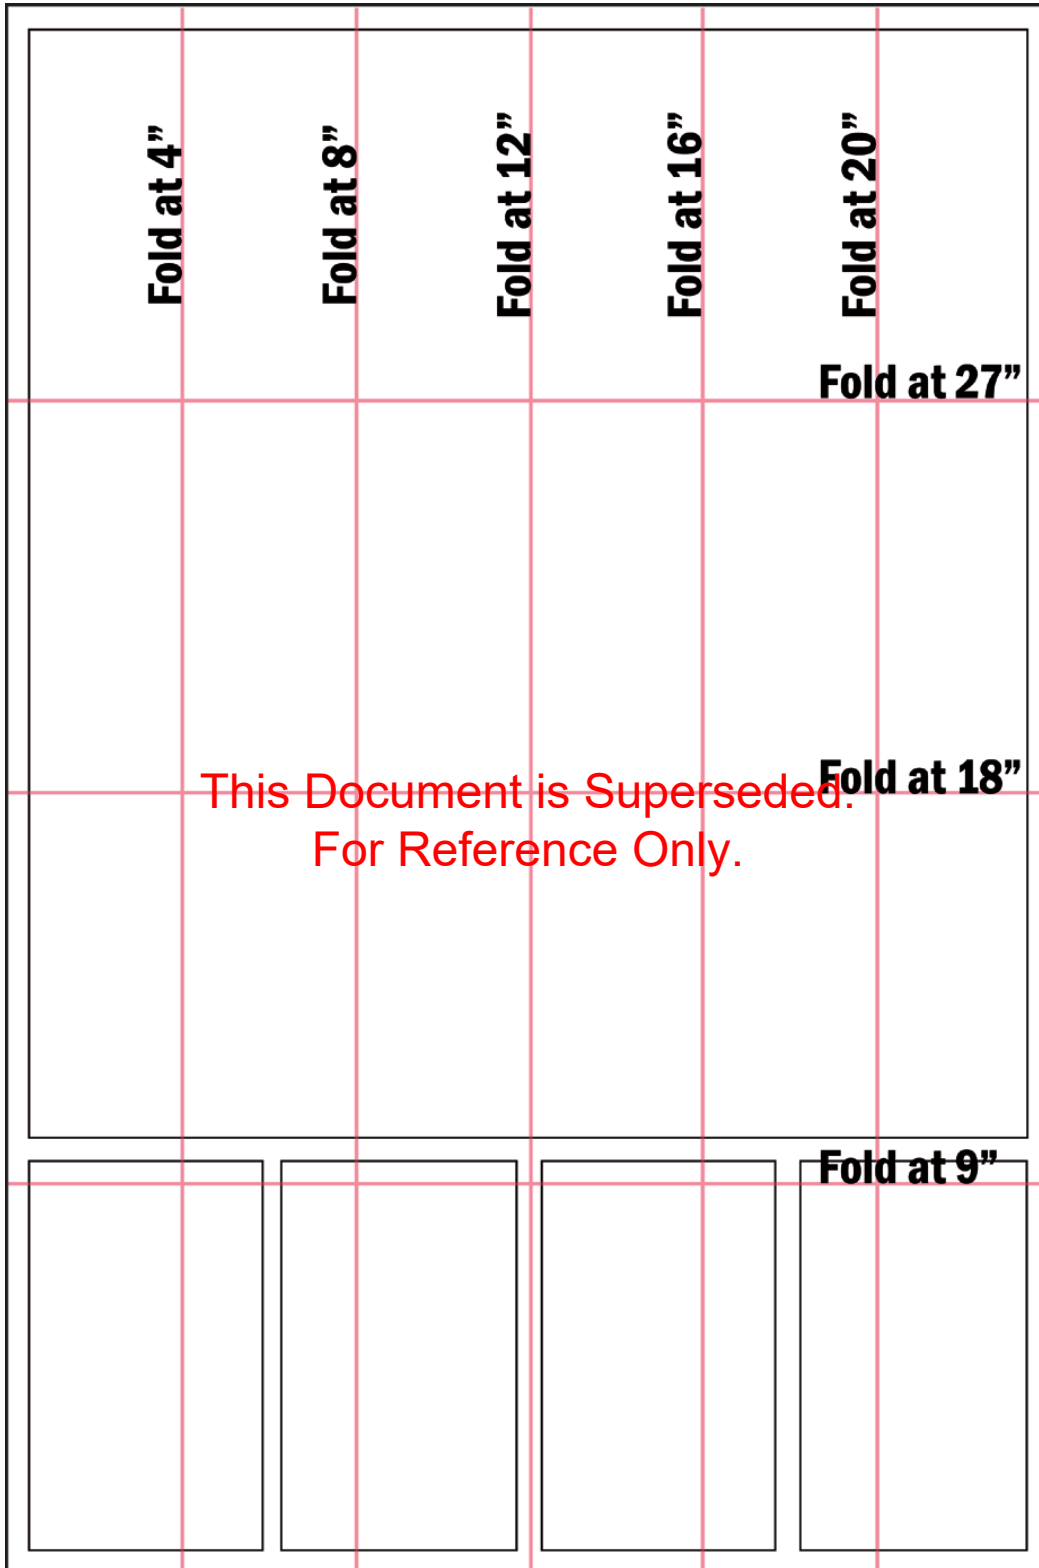 Fold at 4”
Fold at 8”
Fold at 12”
Fold at 16”
Fold at 20”
Fold at 27”
Fold at 18”
This Document is Superseded.
For Reference Only.
Fold at 9”